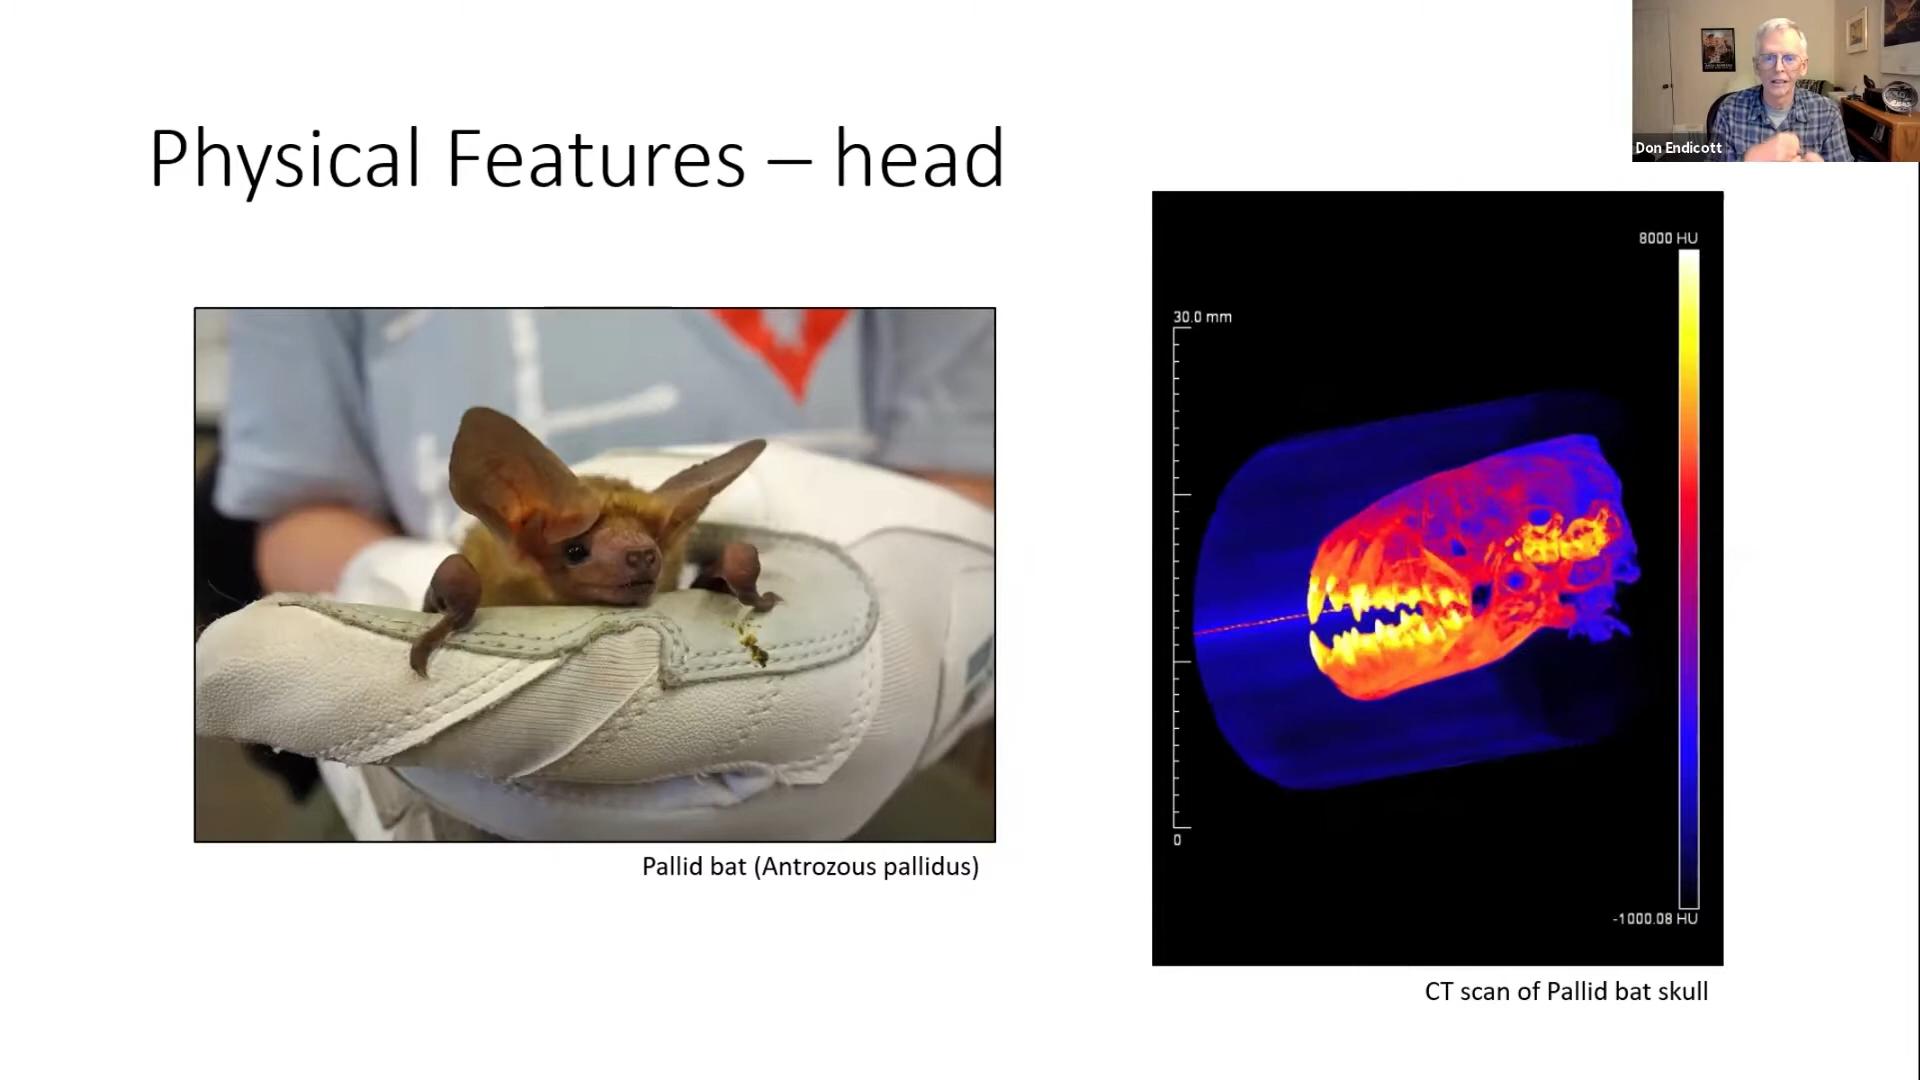 Physical Features – head
Don Endicott
8000 HU
30.0 mm
0
-1000.08 HU
Pallid bat (Antrozous pallidus)
CT scan of Pallid bat skull